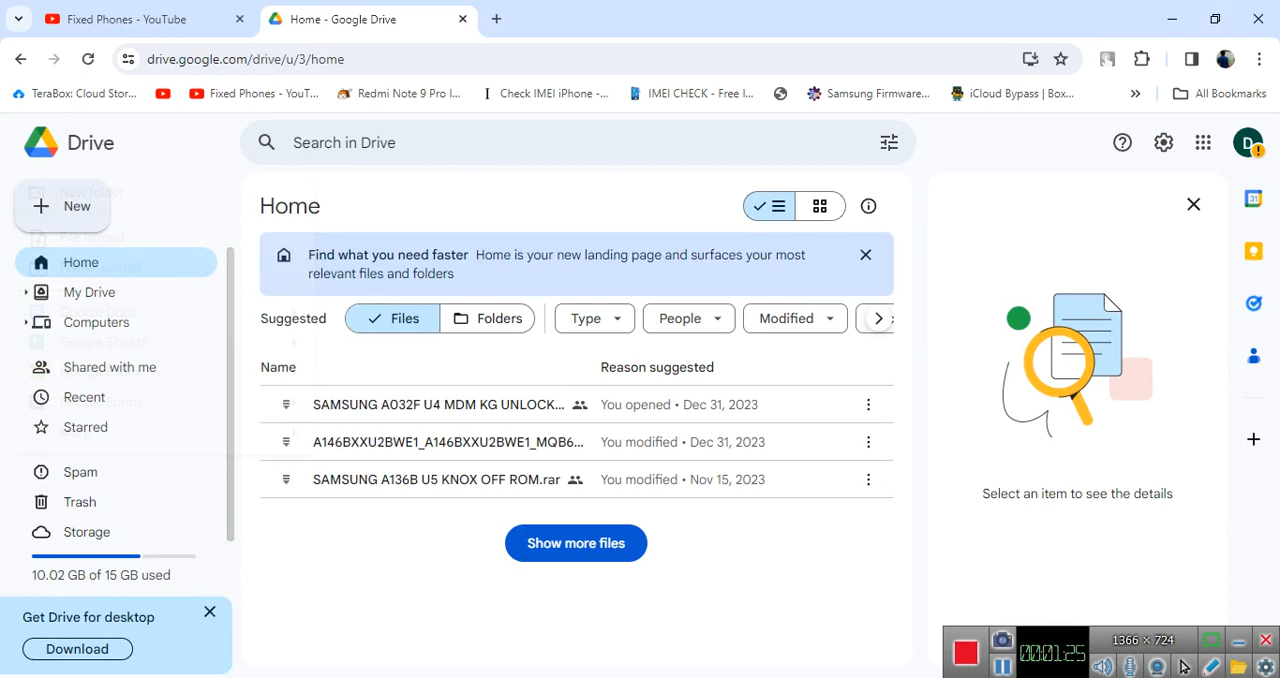 Fixed Phones - YouTube
Home - Google Drive
drive.google.com/drive/u/3/home
TeraBox: Cloud Stor...
Fixed Phones - YouT...
Redmi Note 9 Pro I...
Check IMEI iPhone -...
IMEI CHECK - Free I...
Samsung Firmware...
iCloud Bypass | Box...
All Bookmarks
Drive
Search in Drive
D
31
New folder
New
File upload
Home
My Drive
Computers
Google Sheets
Shared with me
Recent
Starred
Spam
Trash
Storage
10.02 GB of 15 GB used
Get Drive for desktop
Download
Home
Find what you need faster Home is your new landing page and surfaces your most
relevant files and folders
Suggested
Files
Folders
Type
People
Modified
Name
Reason suggested
SAMSUNG A032F U4 MDM KG UNLOCK...
You opened • Dec 31, 2023
A146BXXU2BWE1_A146BXXU2BWE1_MQB6...
You modified • Dec 31, 2023
SAMSUNG A136B U5 KNOX OFF ROM.rar
You modified • Nov 15, 2023
Show more files
Select an item to see the details
1366 × 724
00:01:25